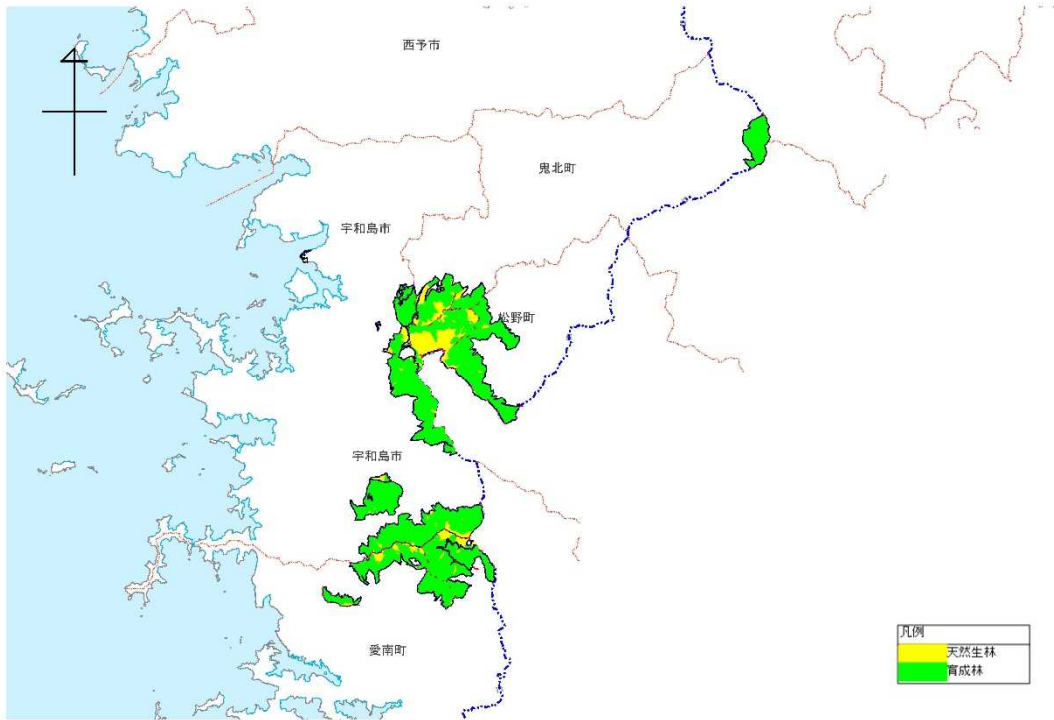 西予市
鬼北町
宇和島市
松野町
宇和島市
愛南町
凡例
天然生林
育成林